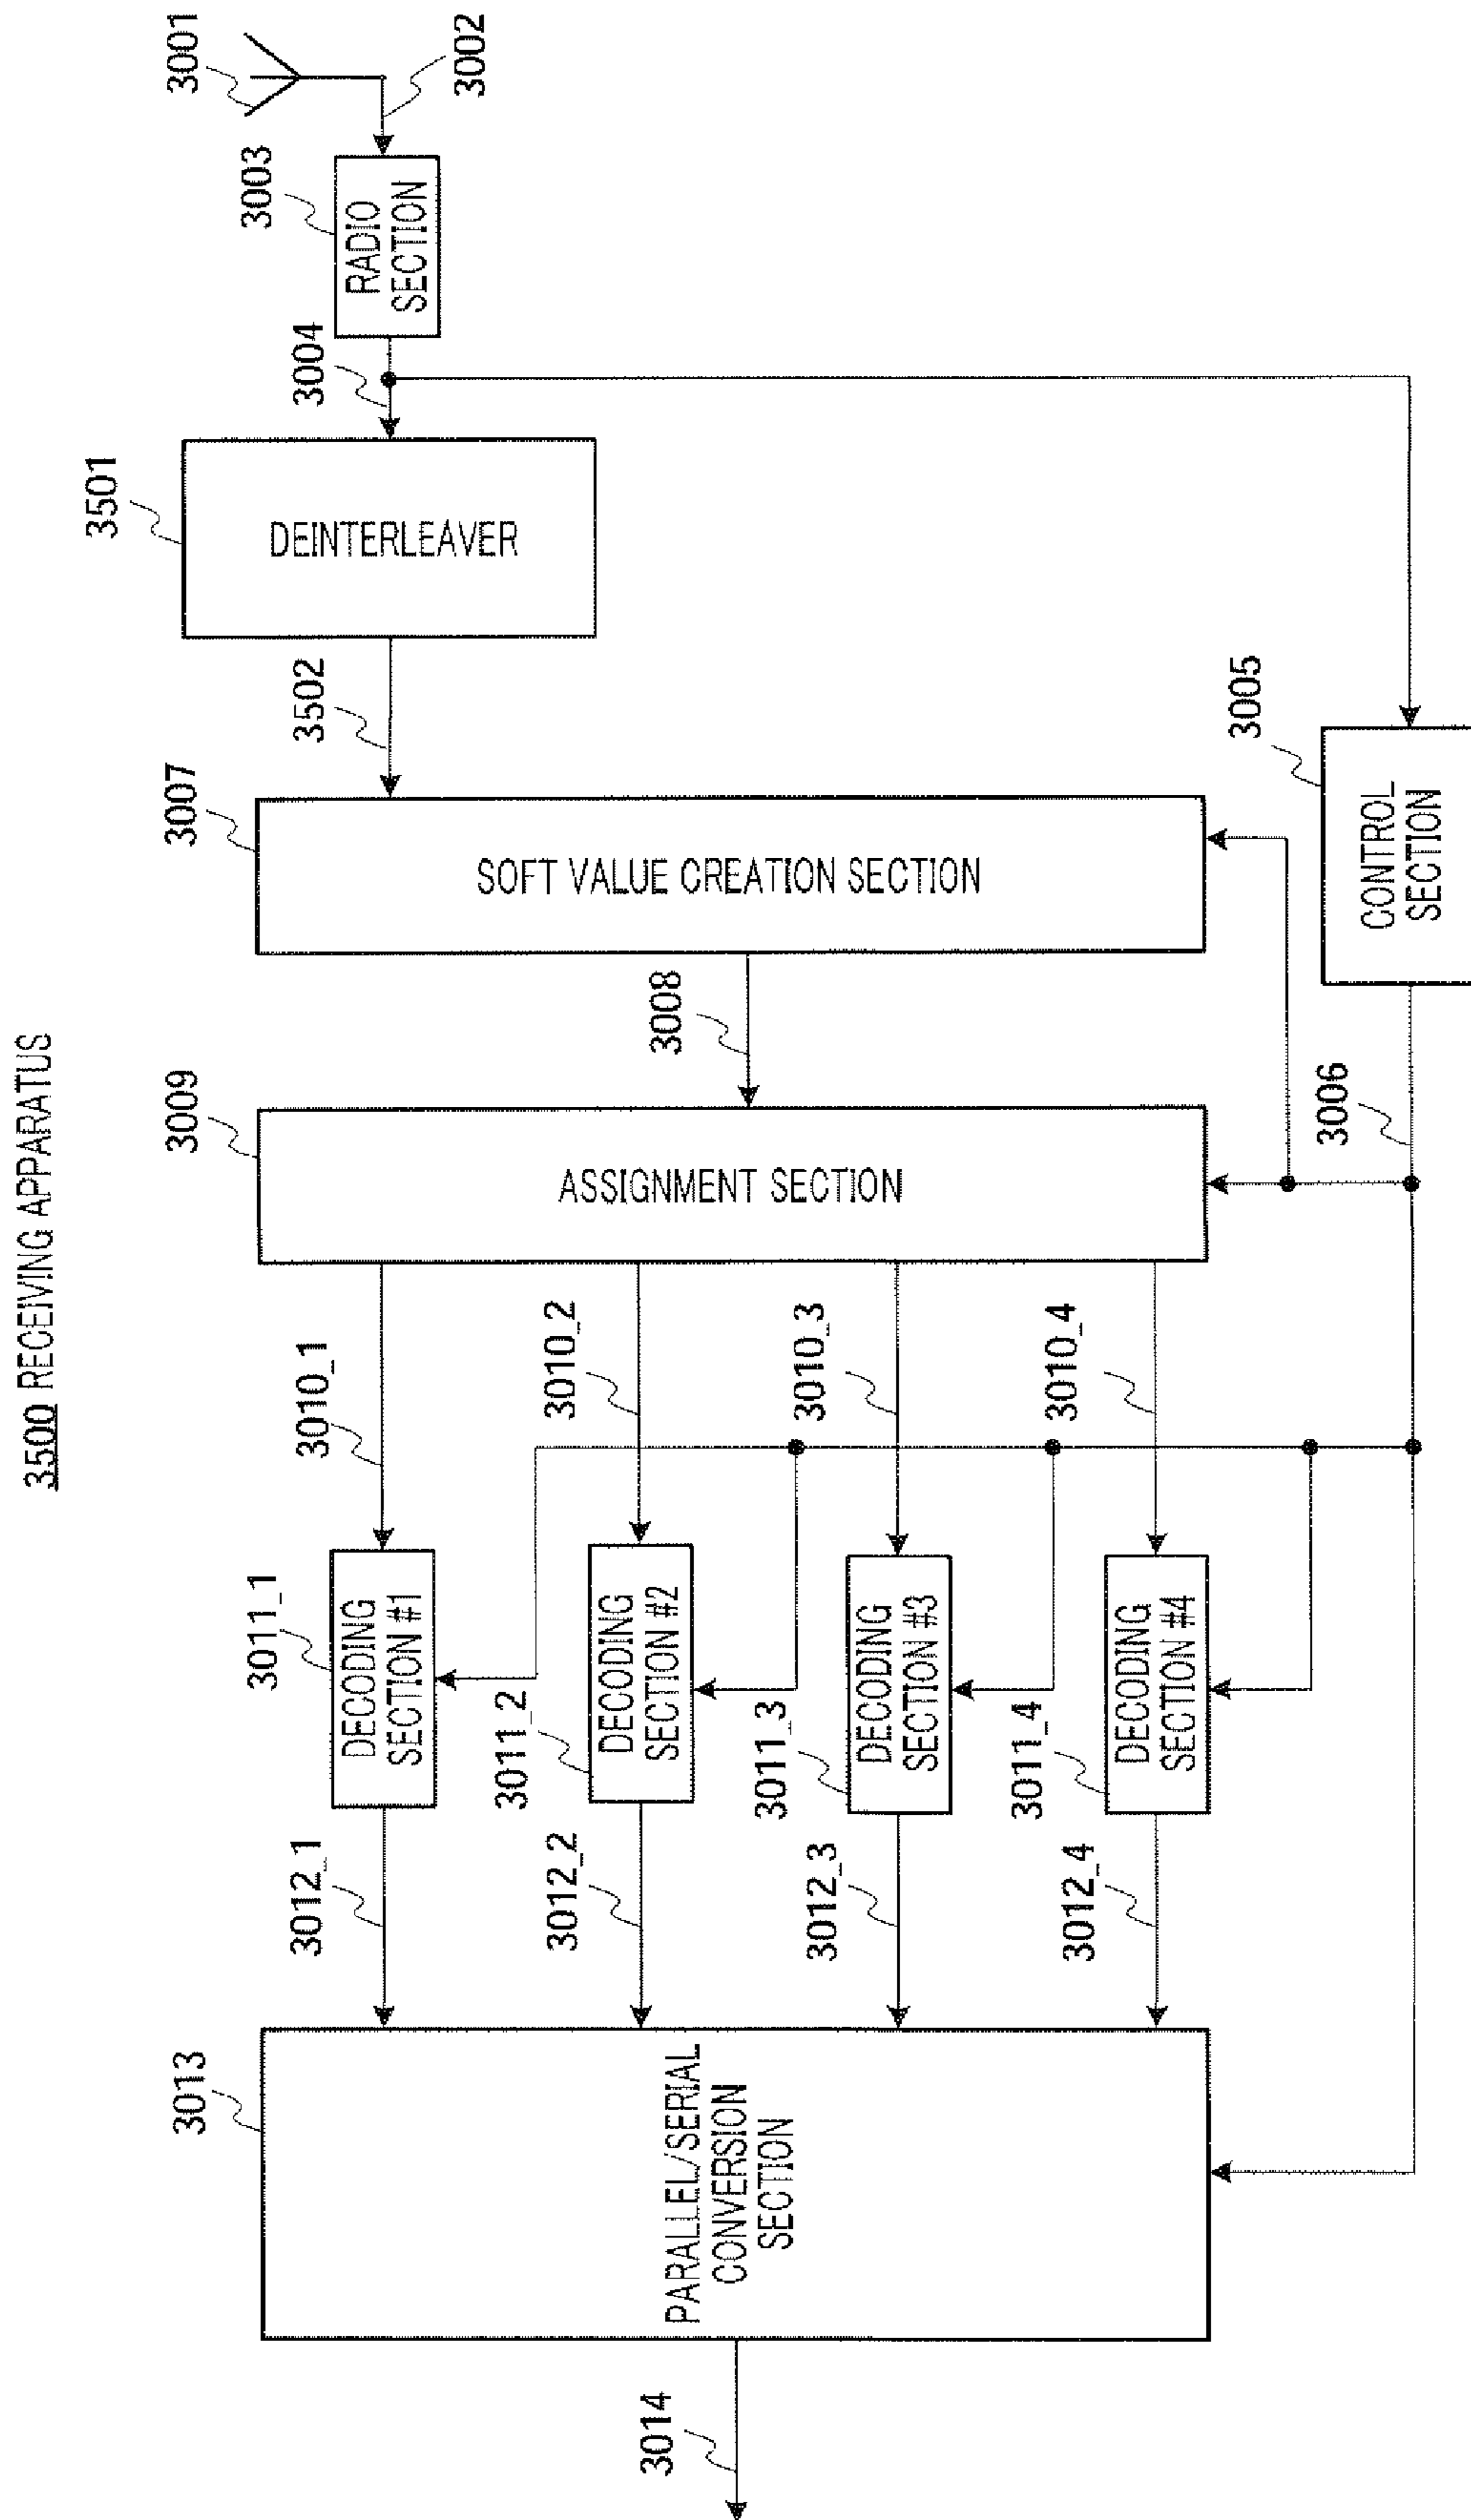 3500 RECEIVING APPARATUS
3001
3002
3003
RADIO
SECTION
3004
3501
DEINTERLEAVER
3502
3007
SOFT VALUE CREATION SECTION
3005
CONTROL
SECTION
3008
3006
3009
ASSIGNMENT SECTION
3010_1
3010_2
3010_3
3010_4
3011_1
DECODING
SECTION #1
3011_2
DECODING
SECTION #2
3011_3
DECODING
SECTION #3
3011_4
DECODING
SECTION #4
3012_1
3012_2
3012_3
3012_4
3013
PARALLEL/SERIAL
CONVERSION
SECTION
3014